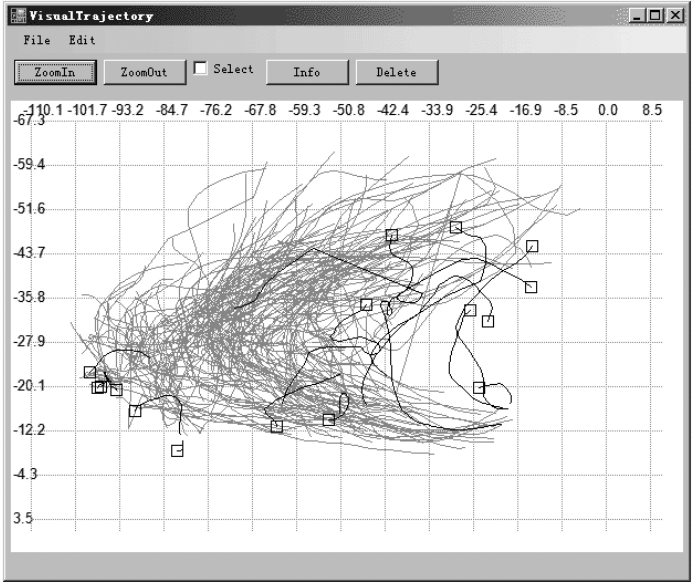 VisualTrajectory
File Edit
ZoomIn ZoomOut Select Info Delete
-110.1 -101.7 -93.2 -84.7 -76.2 -67.8 -59.3 -50.8 -42.4 -33.9 -25.4 -16.9 -8.5 0.0 8.5
-67.3
-59.4
-51.6
-43.7
-35.8
-27.9
-20.1
-12.2
-4.3
3.5